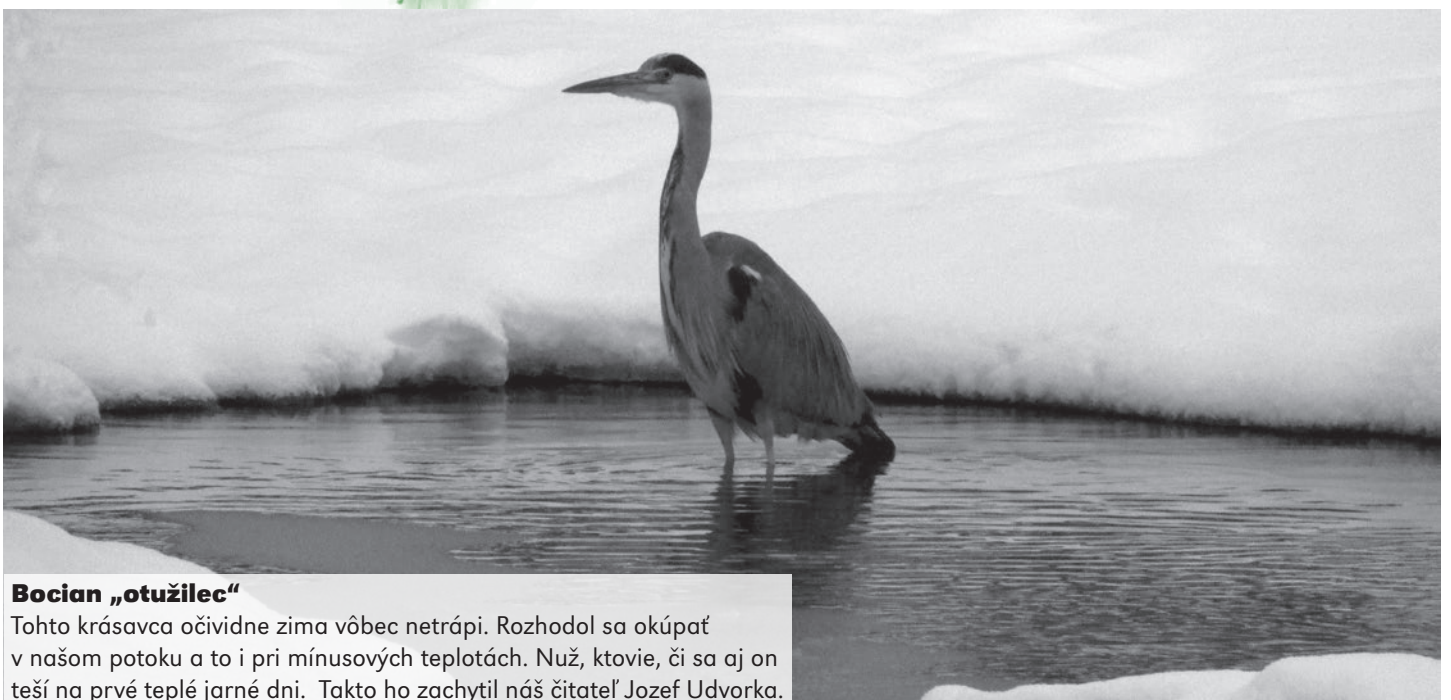 Bocian „otužilec“
Tohto krásavca očividne zima vôbec netrápi. Rozhodol sa okúpať
v našom potoku a to i pri mínusových teplotách. Nuž, ktovie, či sa aj on
teší na prvé teplé jarné dni. Takto ho zachytil náš čitateľ Jozef Udvorka.